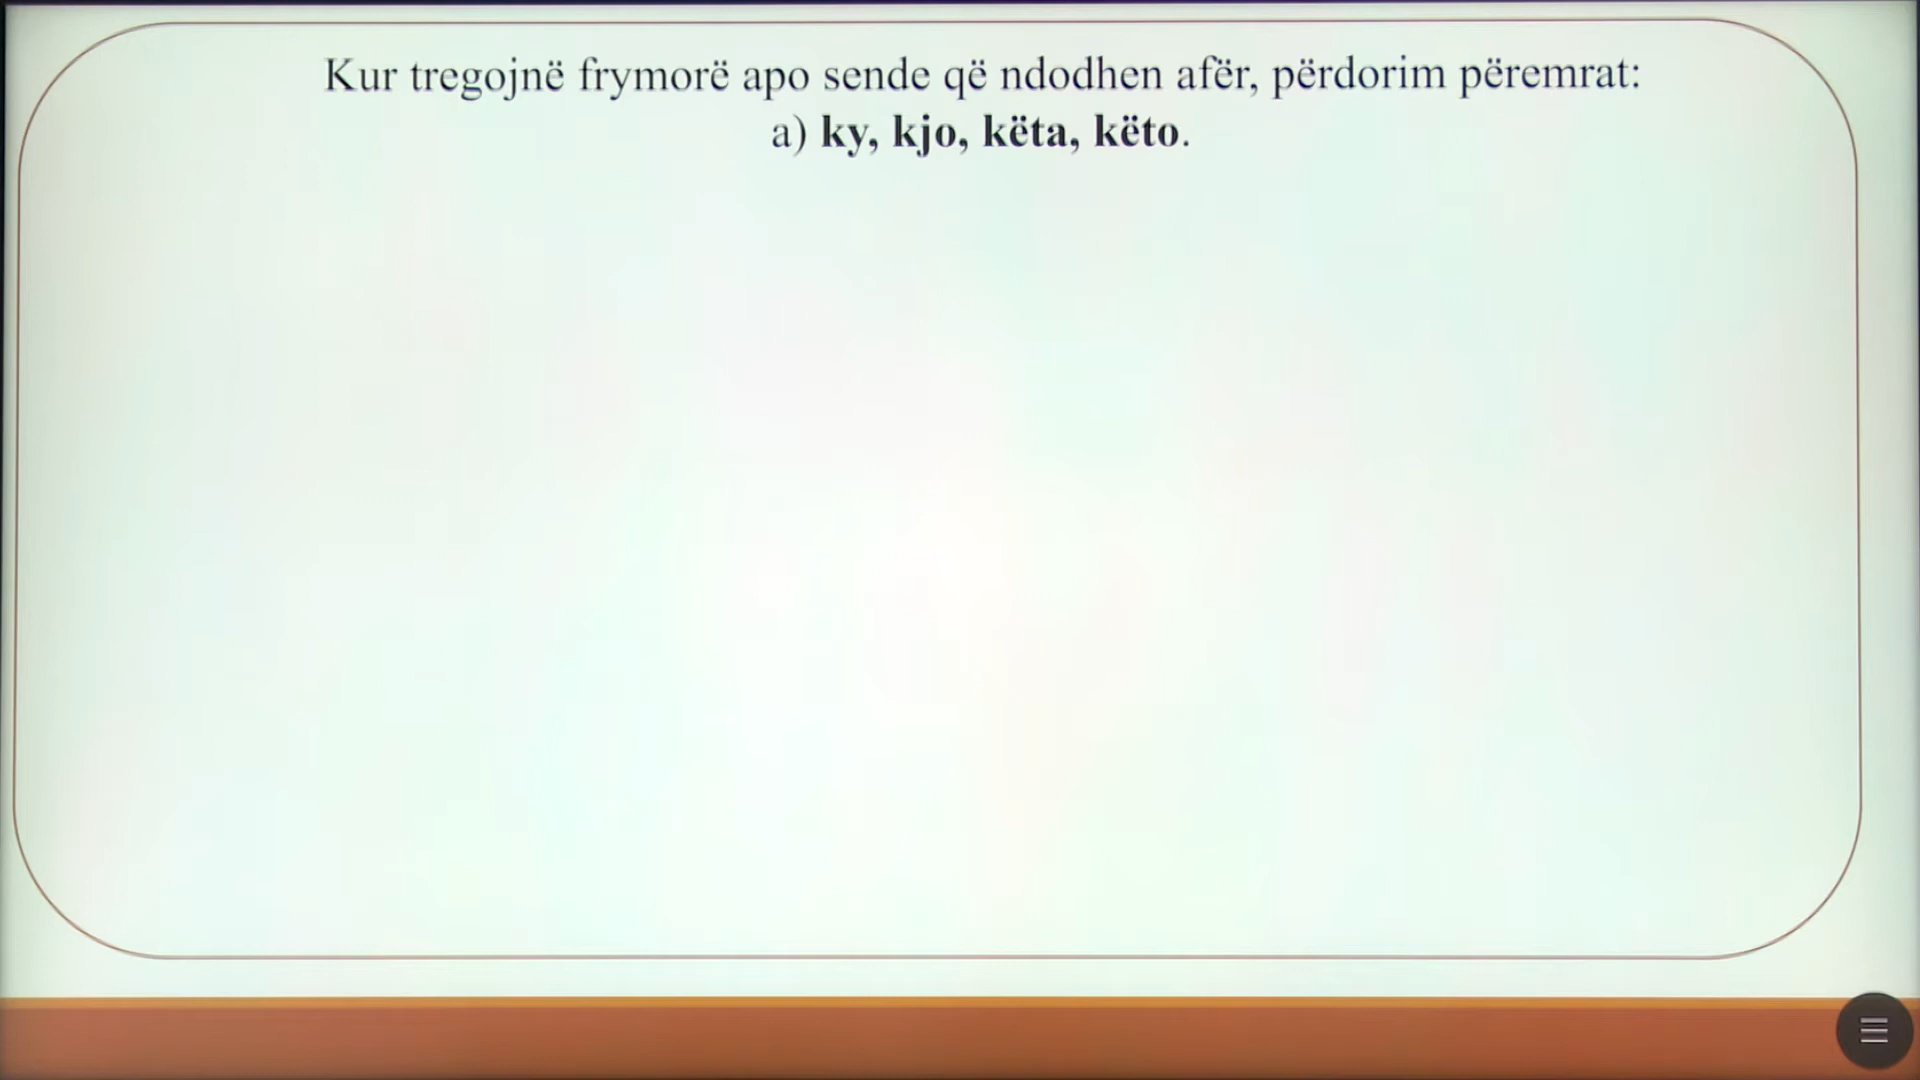 Kur tregojnë frymorë apo sende që ndodhen afër, përdorim përemrat:
a) ky, kjo, këta, këto.